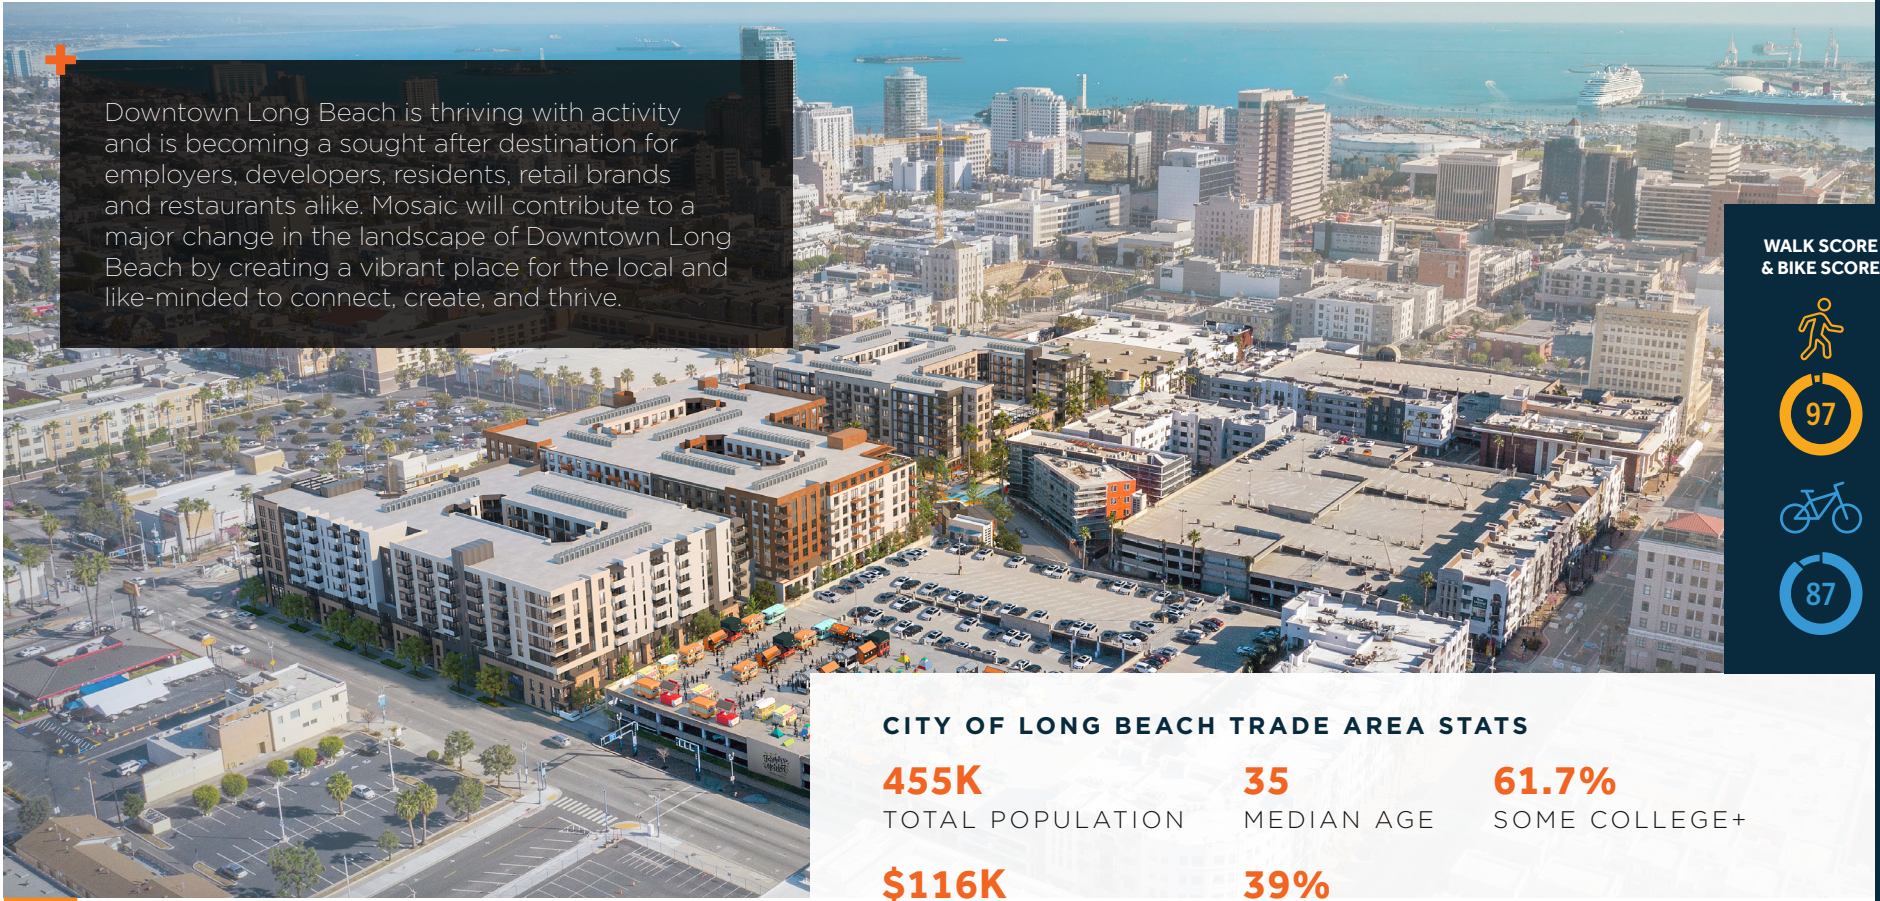 Downtown Long Beach is thriving with activity
and is becoming a sought after destination for
employers, developers, residents, retail brands
and restaurants alike. Mosaic will contribute to a
major change in the landscape of Downtown Long
Beach by creating a vibrant place for the local and
like-minded to connect, create, and thrive.
WALK SCORE
& BIKE SCORE
97
87
CITY OF LONG BEACH TRADE AREA STATS
455K
TOTAL POPULATION
35
MEDIAN AGE
61.7%
SOME COLLEGE+
$116K
39%